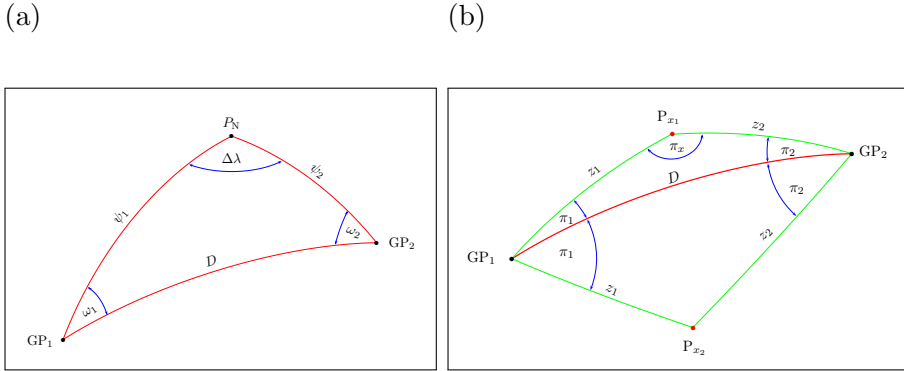 (a)
P_N
Δλ
ψ_1
ψ_2
ω_2
GP_2
D
ω_1
GP_1
(b)
P_{x_1}
z_2
π_x
z_1
π_2
GP_2
D
π_2
π_1
z_2
π_1
GP_1
z_1
P_{x_2}